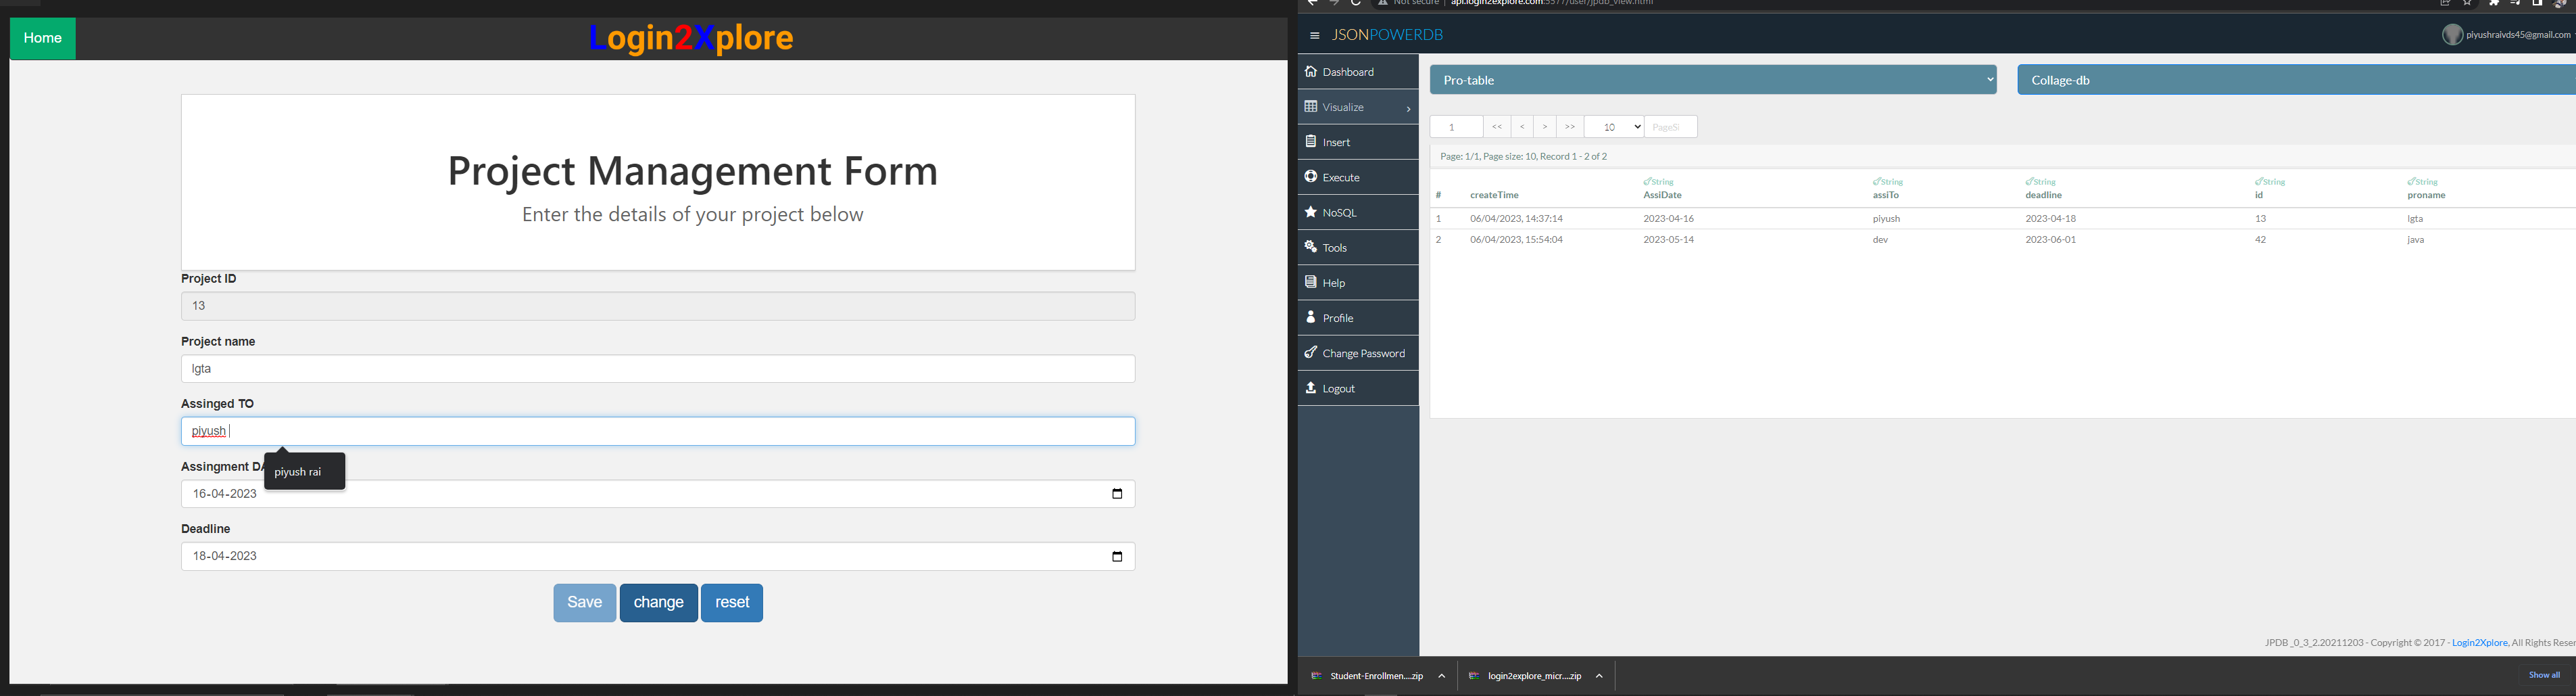 Home
Login2Xplore
Project Management Form
Enter the details of your project below
Project ID
13
Project name
lgta
Assinged TO
piyush
Assingment DA
piyush rai
16-04-2023
Deadline
18-04-2023
Save change reset
Not secure | api.login2explore.com:5577/user/jpdb_view.html
JSONPOWERDB
piyushraivds45@gmail.com
Dashboard
Visualize
Insert
Execute
NoSQL
Tools
Help
Profile
Change Password
Logout
Pro-table
Collage-db
1 << < > >> 10 PageSi
Page: 1/1, Page size: 10, Record 1 - 2 of 2
String String String String String
# createTime AssiDate assiTo deadline id proname
1 06/04/2023, 14:37:14 2023-04-16 piyush 2023-04-18 13 lgta
2 06/04/2023, 15:54:04 2023-05-14 dev 2023-06-01 42 java
JPDB_0_3_2.20211203 - Copyright © 2017 - Login2Xplore, All Rights Reser
Student-Enrollmen....zip
login2explore_micr....zip
Show all